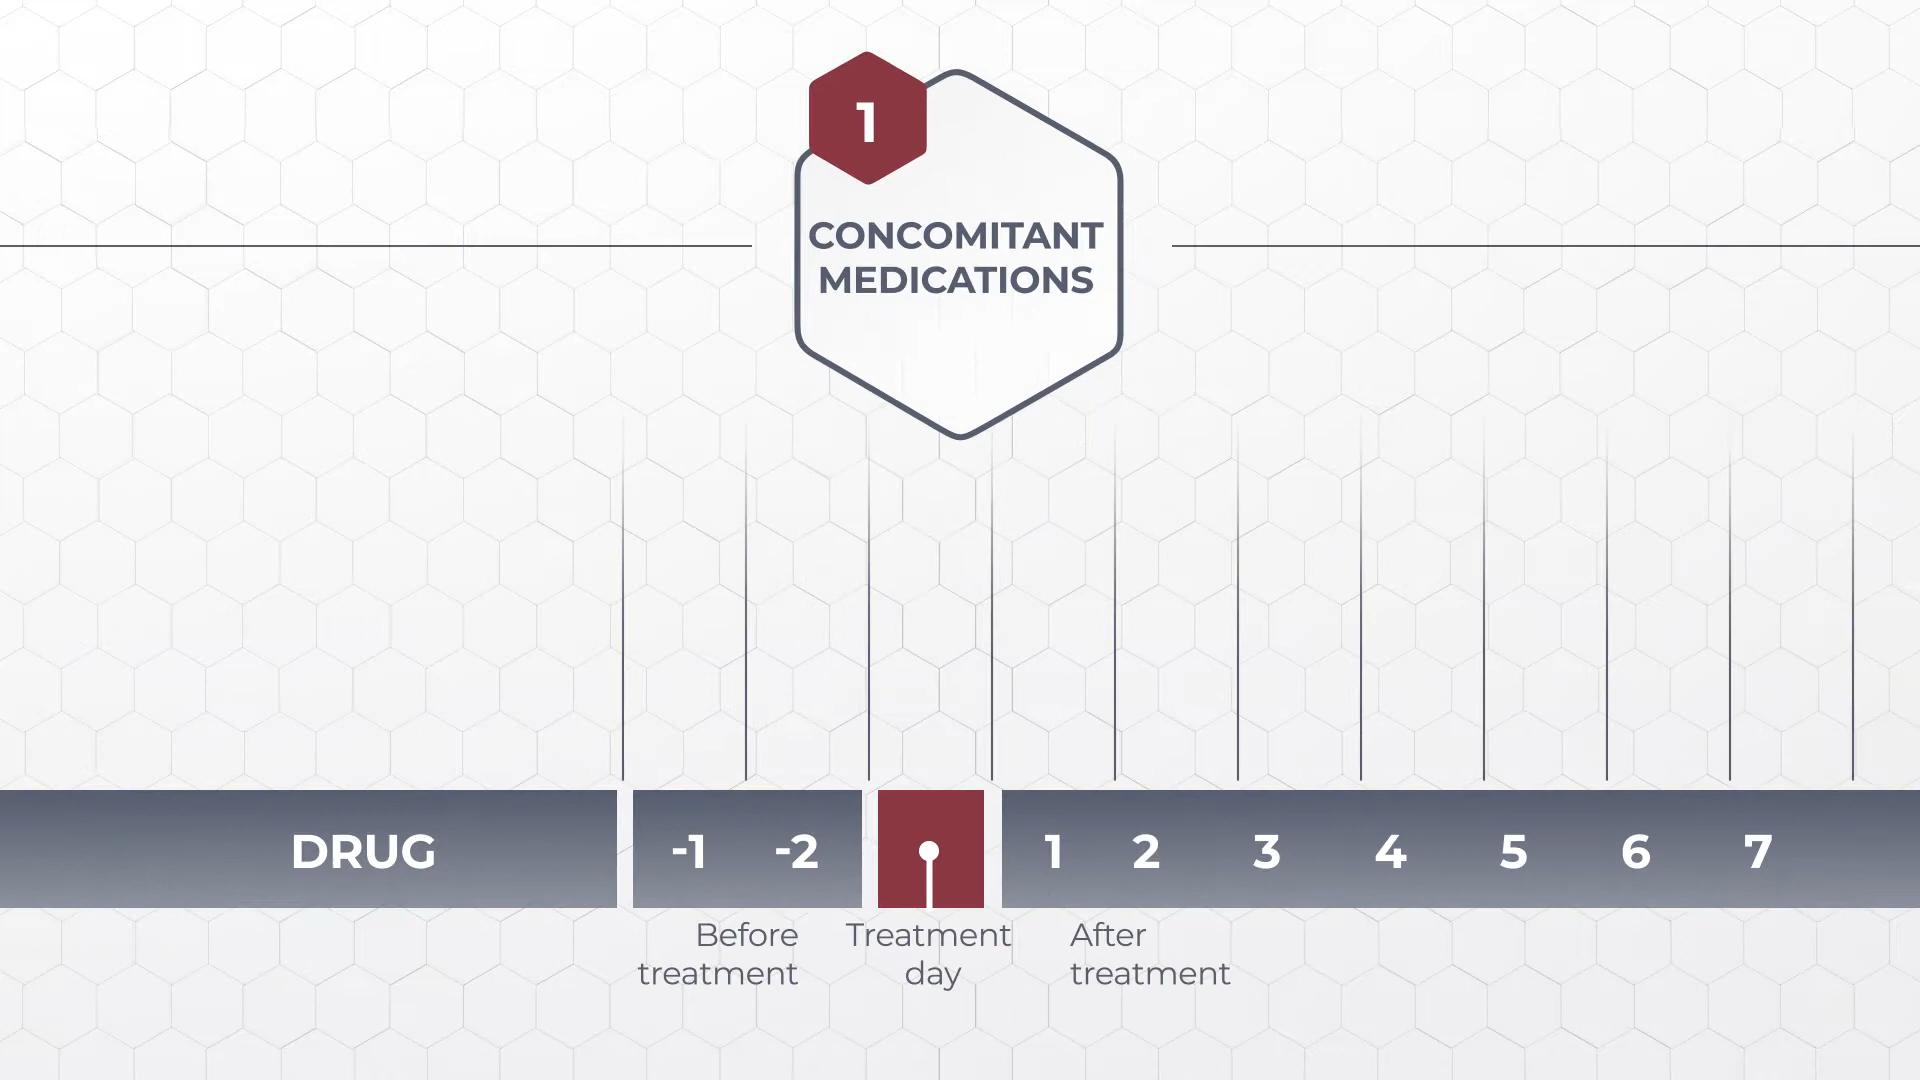 1
CONCOMITANT
MEDICATIONS
DRUG -1 -2 1 2 3 4 5 6 7
Before
treatment
Treatment
day
After
treatment